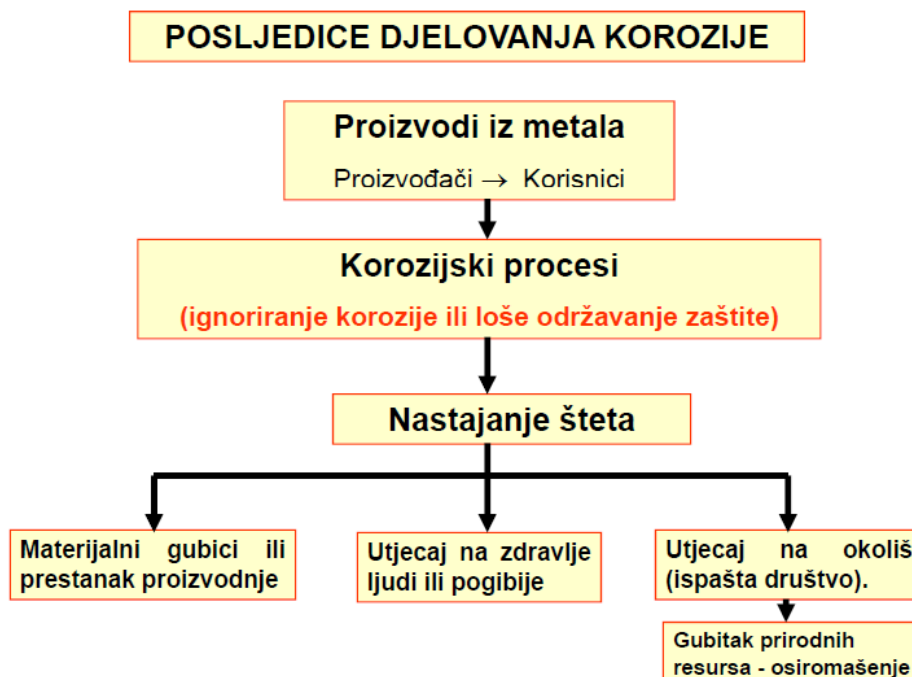 POSLJEDICE DJELOVANJA KOROZIJE
Proizvodi iz metala
Proizvođači → Korisnici
Korozijski procesi
(ignoriranje korozije ili loše održavanje zaštite)
Nastajanje šteta
Materijalni gubici ili
prestanak proizvodnje
Utjecaj na zdravlje
ljudi ili pogibije
Utjecaj na okoliš
(ispašta društvo).
Gubitak prirodnih
resursa - osiromašenje